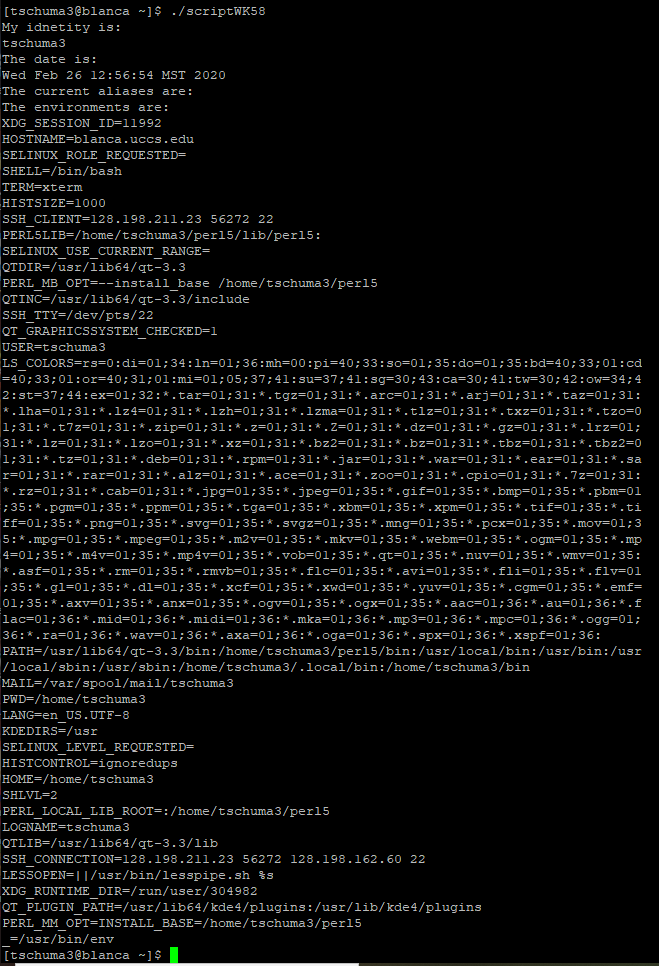 [tschuma3@blanca ~]$ ./scriptWK58
My idnetity is:
tschuma3
The date is:
Wed Feb 26 12:56:54 MST 2020
The current aliases are:
The environments are:
XDG_SESSION_ID=11992
HOSTNAME=blanca.uccs.edu
SELINUX_ROLE_REQUESTED=
SHELL=/bin/bash
TERM=xterm
HISTSIZE=1000
SSH_CLIENT=128.198.211.23 56272 22
PERL5LIB=/home/tschuma3/perl5/lib/perl5:
SELINUX_USE_CURRENT_RANGE=
QTDIR=/usr/lib64/qt-3.3
PERL_MB_OPT=--install_base /home/tschuma3/perl5
QTINC=/usr/lib64/qt-3.3/include
SSH_TTY=/dev/pts/22
QT_GRAPHICSSYSTEM_CHECKED=1
USER=tschuma3
LS_COLORS=rs=0:di=01;34:ln=01;36:mh=00:pi=40;33:so=01;35:do=01;35:bd=40;33;01:cd
=40;33;01:or=40;31;01:mi=01;05;37;41:su=37;41:sg=30;43:ca=30;41:tw=30;42:ow=34;4
2:st=37;44:ex=01;32:*.tar=01;31:*.tgz=01;31:*.arc=01;31:*.arj=01;31:*.taz=01;31:
*.lha=01;31:*.lz4=01;31:*.lzh=01;31:*.lzma=01;31:*.tlz=01;31:*.txz=01;31:*.tzo=0
1;31:*.t7z=01;31:*.zip=01;31:*.z=01;31:*.Z=01;31:*.dz=01;31:*.gz=01;31:*.lrz=01;
31:*.lz=01;31:*.lzo=01;31:*.xz=01;31:*.bz2=01;31:*.bz=01;31:*.tbz=01;31:*.tbz2=0
1;31:*.tz=01;31:*.deb=01;31:*.rpm=01;31:*.jar=01;31:*.war=01;31:*.ear=01;31:*.sa
r=01;31:*.rar=01;31:*.alz=01;31:*.ace=01;31:*.zoo=01;31:*.cpio=01;31:*.7z=01;31:
*.rz=01;31:*.cab=01;31:*.jpg=01;35:*.jpeg=01;35:*.gif=01;35:*.bmp=01;35:*.pbm=01
;35:*.pgm=01;35:*.ppm=01;35:*.tga=01;35:*.xbm=01;35:*.xpm=01;35:*.tif=01;35:*.ti
ff=01;35:*.png=01;35:*.svg=01;35:*.svgz=01;35:*.mng=01;35:*.pcx=01;35:*.mov=01;3
5:*.mpg=01;35:*.mpeg=01;35:*.m2v=01;35:*.mkv=01;35:*.webm=01;35:*.ogm=01;35:*.mp
4=01;35:*.m4v=01;35:*.mp4v=01;35:*.vob=01;35:*.qt=01;35:*.nuv=01;35:*.wmv=01;35:
*.asf=01;35:*.rm=01;35:*.rmvb=01;35:*.flc=01;35:*.avi=01;35:*.fli=01;35:*.flv=01
;35:*.gl=01;35:*.dl=01;35:*.xcf=01;35:*.xwd=01;35:*.yuv=01;35:*.cgm=01;35:*.emf=
01;35:*.axv=01;35:*.anx=01;35:*.ogv=01;35:*.ogx=01;35:*.aac=01;36:*.au=01;36:*.f
lac=01;36:*.mid=01;36:*.midi=01;36:*.mka=01;36:*.mp3=01;36:*.mpc=01;36:*.ogg=01;
36:*.ra=01;36:*.wav=01;36:*.axa=01;36:*.oga=01;36:*.spx=01;36:*.xspf=01;36:
PATH=/usr/lib64/qt-3.3/bin:/home/tschuma3/perl5/bin:/usr/local/bin:/usr/bin:/usr
/local/sbin:/usr/sbin:/home/tschuma3/.local/bin:/home/tschuma3/bin
MAIL=/var/spool/mail/tschuma3
PWD=/home/tschuma3
LANG=en_US.UTF-8
KDEDIRS=/usr
SELINUX_LEVEL_REQUESTED=
HISTCONTROL=ignoredups
HOME=/home/tschuma3
SHLVL=2
PERL_LOCAL_LIB_ROOT=:/home/tschuma3/perl5
LOGNAME=tschuma3
QTLIB=/usr/lib64/qt-3.3/lib
SSH_CONNECTION=128.198.211.23 56272 128.198.162.60 22
LESSOPEN=||/usr/bin/lesspipe.sh %s
XDG_RUNTIME_DIR=/run/user/304982
QT_PLUGIN_PATH=/usr/lib64/kde4/plugins:/usr/lib/kde4/plugins
PERL_MM_OPT=INSTALL_BASE=/home/tschuma3/perl5
_=/usr/bin/env
[tschuma3@blanca ~]$